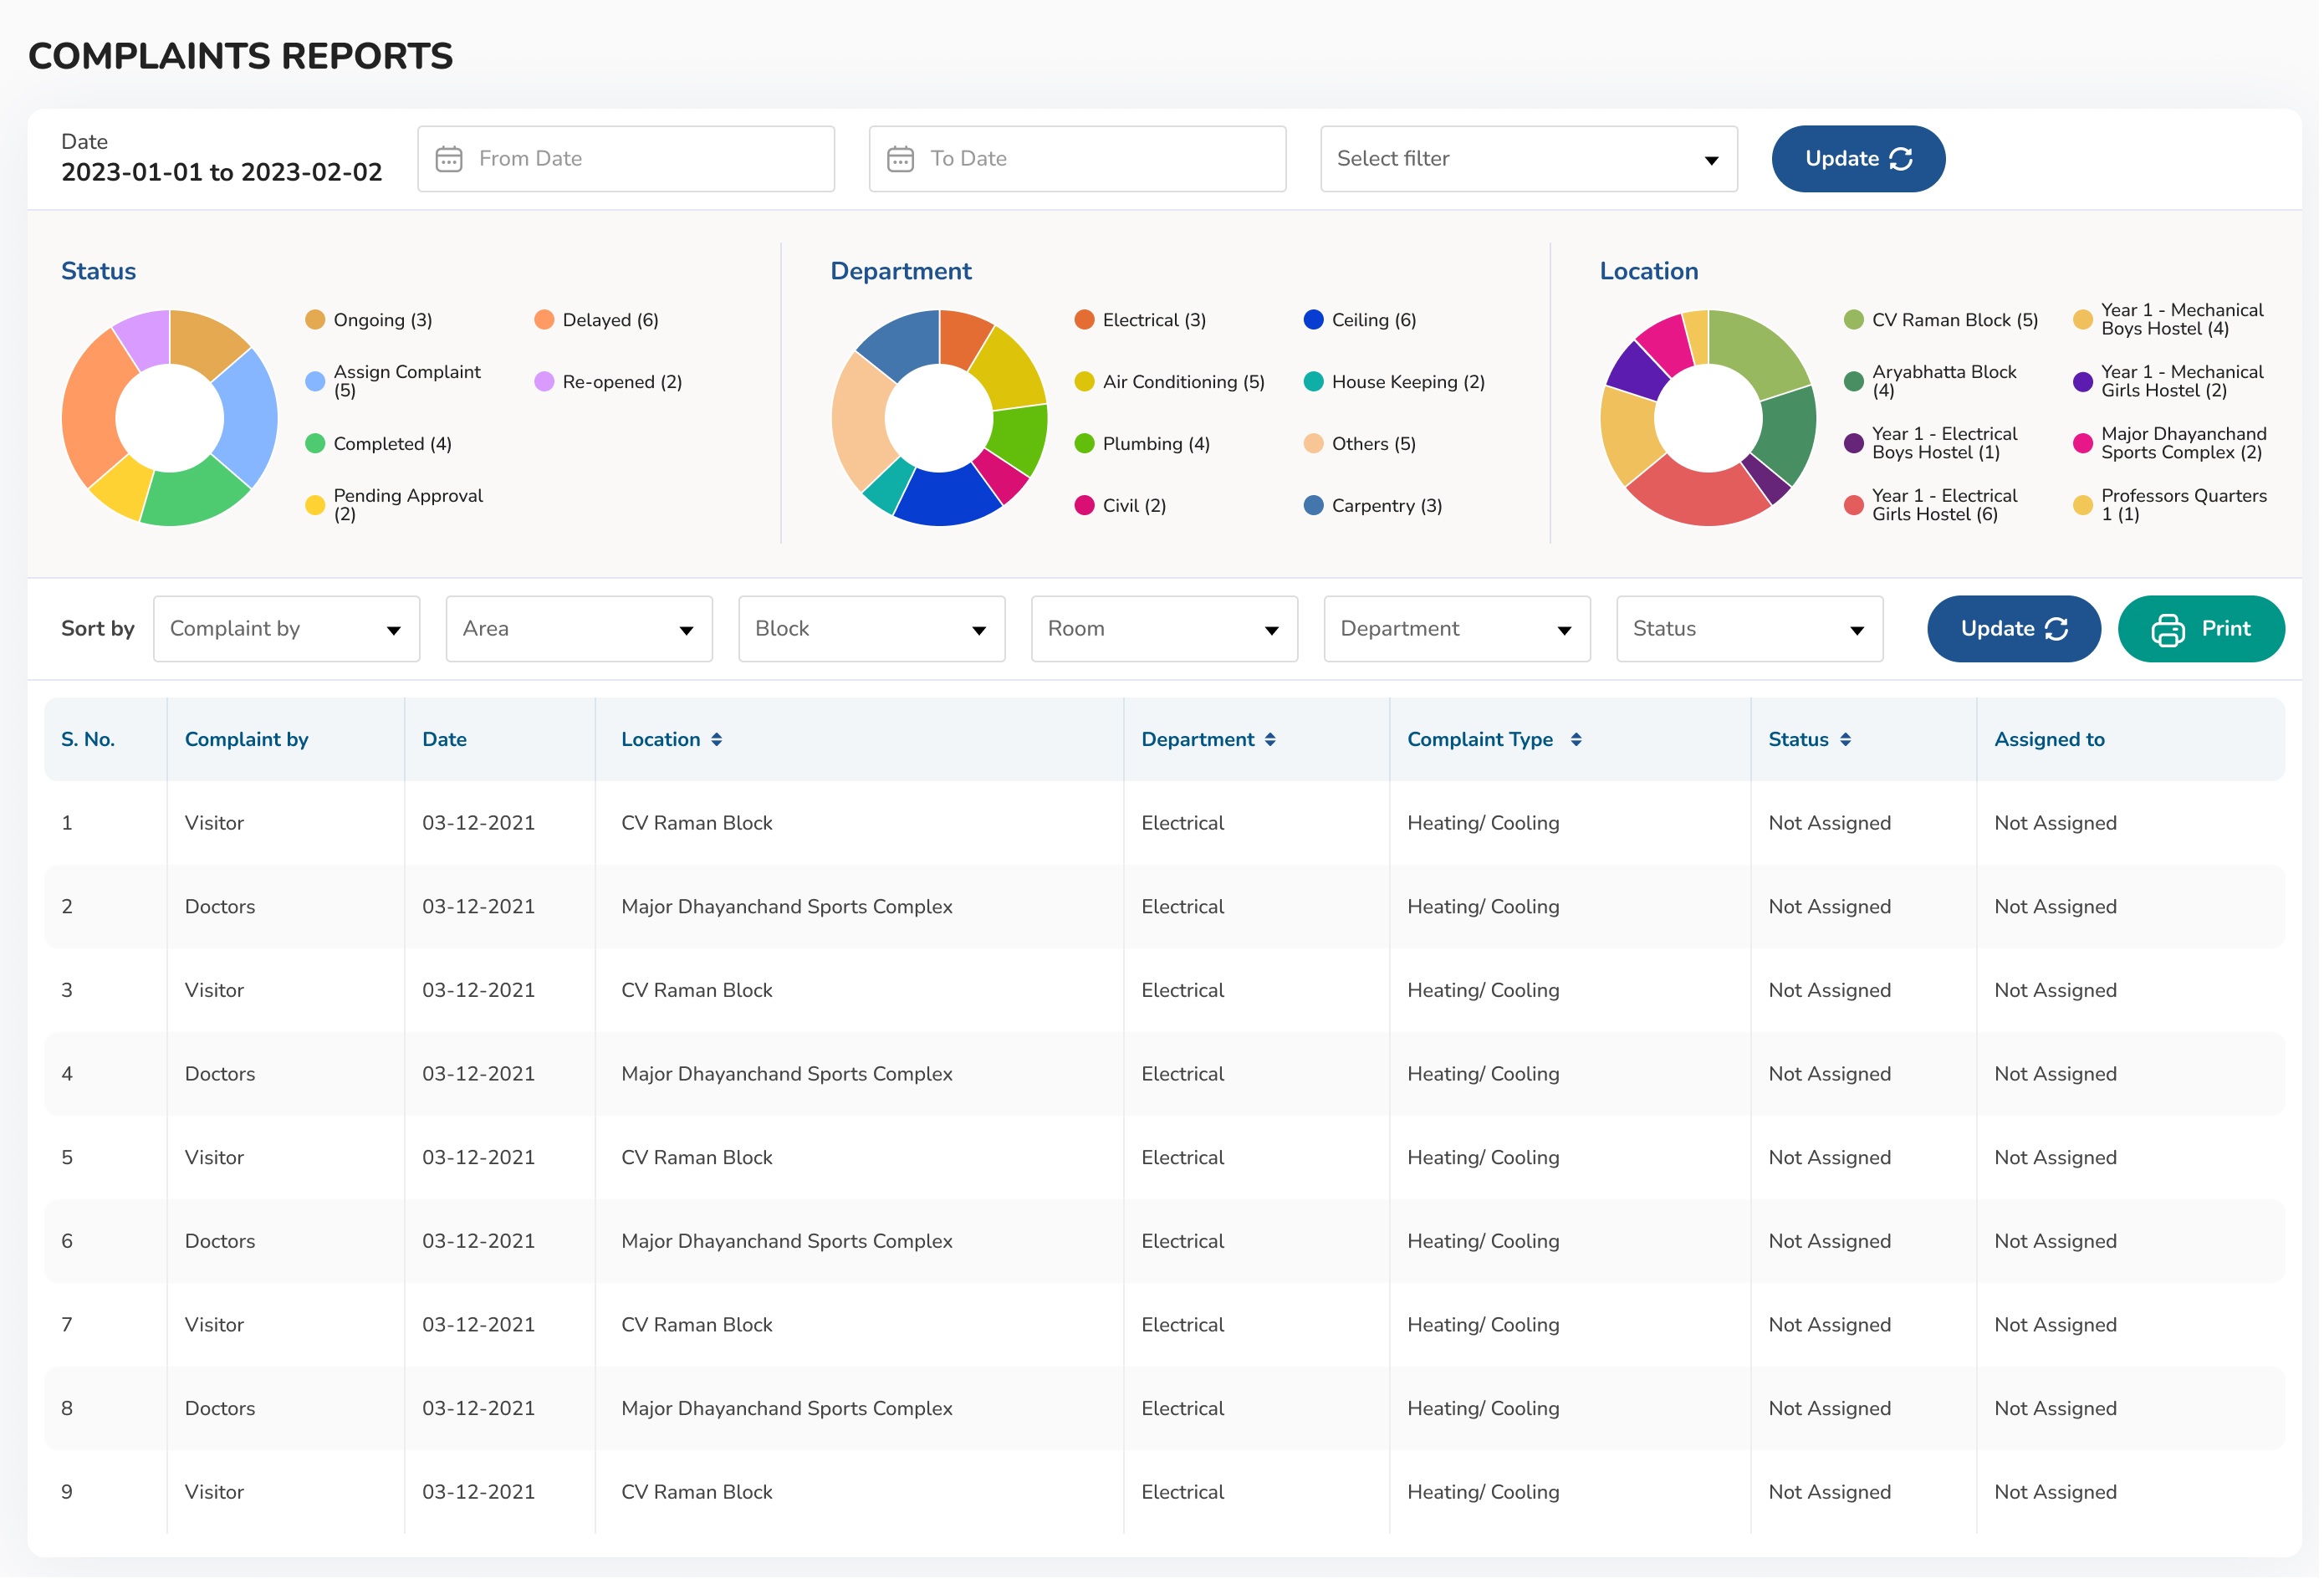 COMPLAINTS REPORTS
Date
2023-01-01 to 2023-02-02
From Date
To Date
Select filter
Update
Status
Ongoing (3)
Assign Complaint
(5)
Completed (4)
Pending Approval
(2)
Delayed (6)
Re-opened (2)
Department
Electrical (3)
Air Conditioning (5)
Plumbing (4)
Civil (2)
Ceiling (6)
House Keeping (2)
Others (5)
Carpentry (3)
Location
CV Raman Block (5)
Aryabhatta Block
(4)
Year 1 - Electrical
Boys Hostel (1)
Year 1 - Electrical
Girls Hostel (6)
Year 1 - Mechanical
Boys Hostel (4)
Year 1 - Mechanical
Girls Hostel (2)
Major Dhayanchand
Sports Complex (2)
Professors Quarters
1 (1)
Sort by
Complaint by
Area
Block
Room
Department
Status
Update
Print
S. No. Complaint by Date Location Department Complaint Type Status Assigned to
1 Visitor 03-12-2021 CV Raman Block Electrical Heating/ Cooling Not Assigned Not Assigned
2 Doctors 03-12-2021 Major Dhayanchand Sports Complex Electrical Heating/ Cooling Not Assigned Not Assigned
3 Visitor 03-12-2021 CV Raman Block Electrical Heating/ Cooling Not Assigned Not Assigned
4 Doctors 03-12-2021 Major Dhayanchand Sports Complex Electrical Heating/ Cooling Not Assigned Not Assigned
5 Visitor 03-12-2021 CV Raman Block Electrical Heating/ Cooling Not Assigned Not Assigned
6 Doctors 03-12-2021 Major Dhayanchand Sports Complex Electrical Heating/ Cooling Not Assigned Not Assigned
7 Visitor 03-12-2021 CV Raman Block Electrical Heating/ Cooling Not Assigned Not Assigned
8 Doctors 03-12-2021 Major Dhayanchand Sports Complex Electrical Heating/ Cooling Not Assigned Not Assigned
9 Visitor 03-12-2021 CV Raman Block Electrical Heating/ Cooling Not Assigned Not Assigned